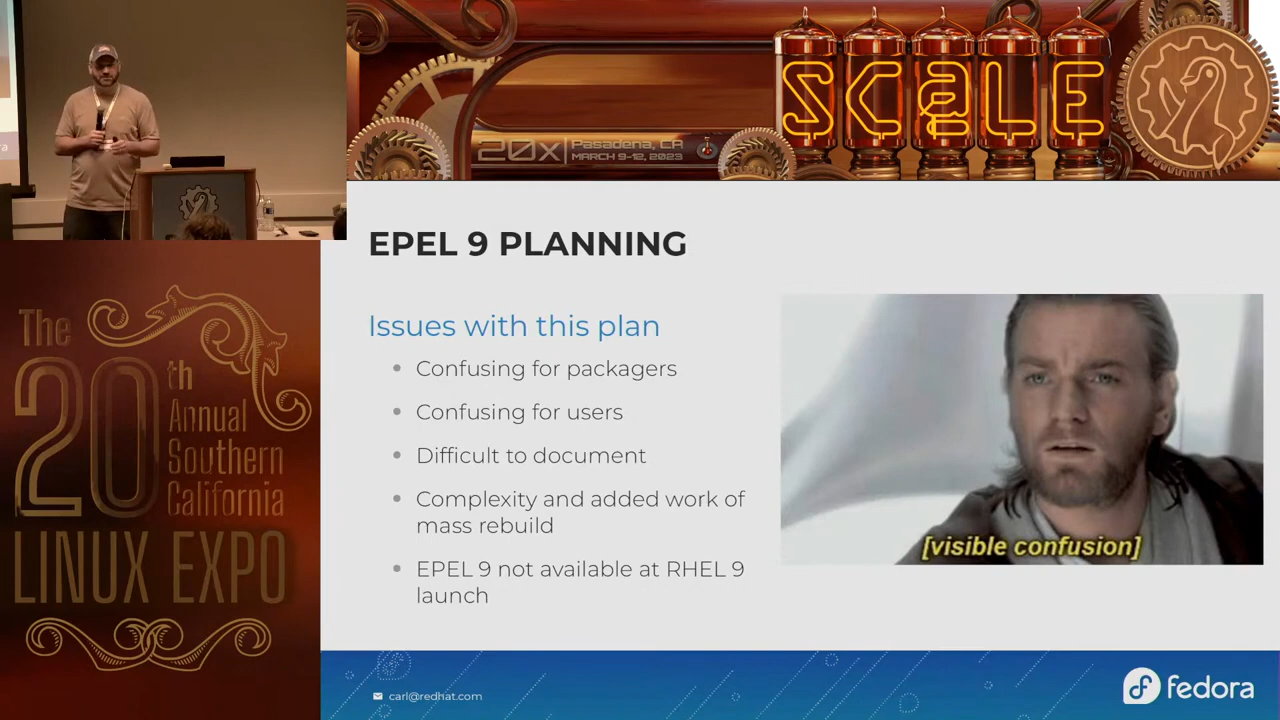 SCaLE
20x
Pasadena, CA
MARCH 9-12, 2023
EPEL 9 PLANNING
Issues with this plan
Confusing for packagers
Confusing for users
Difficult to document
Complexity and added work of
mass rebuild
EPEL 9 not available at RHEL 9
launch
[visible confusion]
The
20th
Annual
Southern
California
LINUX EXPO
carl@redhat.com
fedora